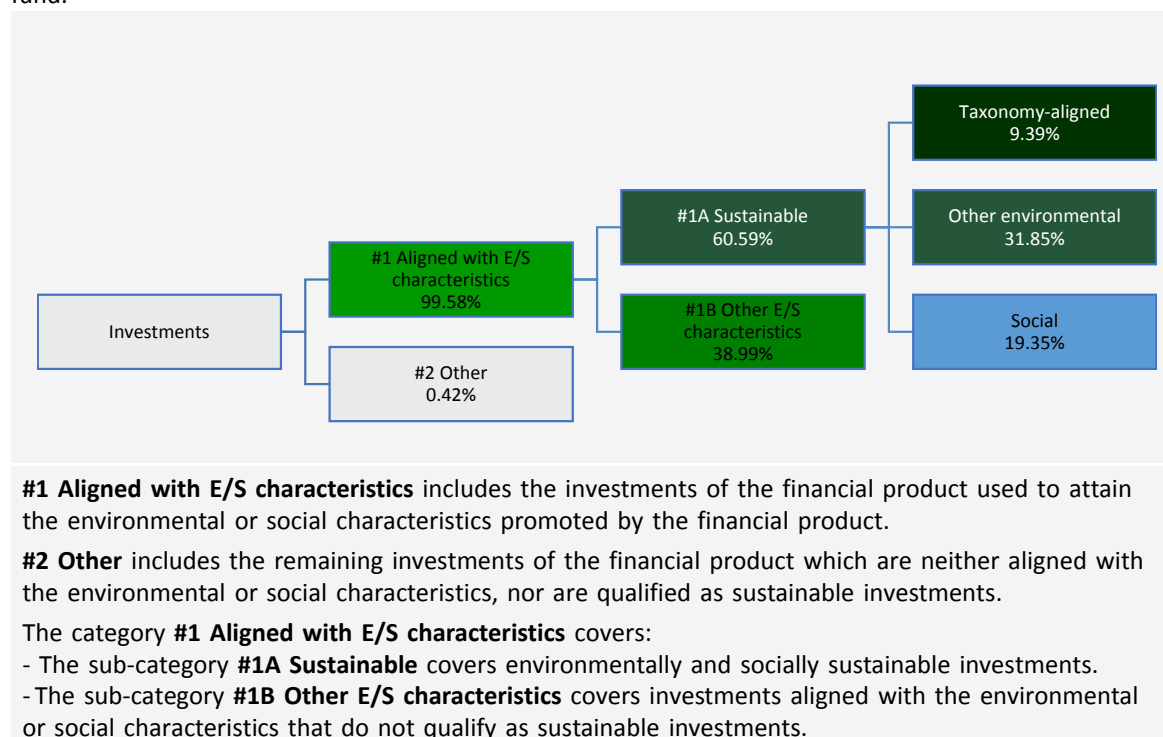 Taxonomy-aligned
9.39%
#1A Sustainable
60.59%
Other environmental
31.85%
#1 Aligned with E/S
characteristics
99.58%
Investments
#1B Other E/S
characteristics
38.99%
Social
19.35%
#2 Other
0.42%
#1 Aligned with E/S characteristics includes the investments of the financial product used to attain
the environmental or social characteristics promoted by the financial product.
#2 Other includes the remaining investments of the financial product which are neither aligned with
the environmental or social characteristics, nor are qualified as sustainable investments.
The category #1 Aligned with E/S characteristics covers:
- The sub-category #1A Sustainable covers environmentally and socially sustainable investments.
- The sub-category #1B Other E/S characteristics covers investments aligned with the environmental
or social characteristics that do not qualify as sustainable investments.